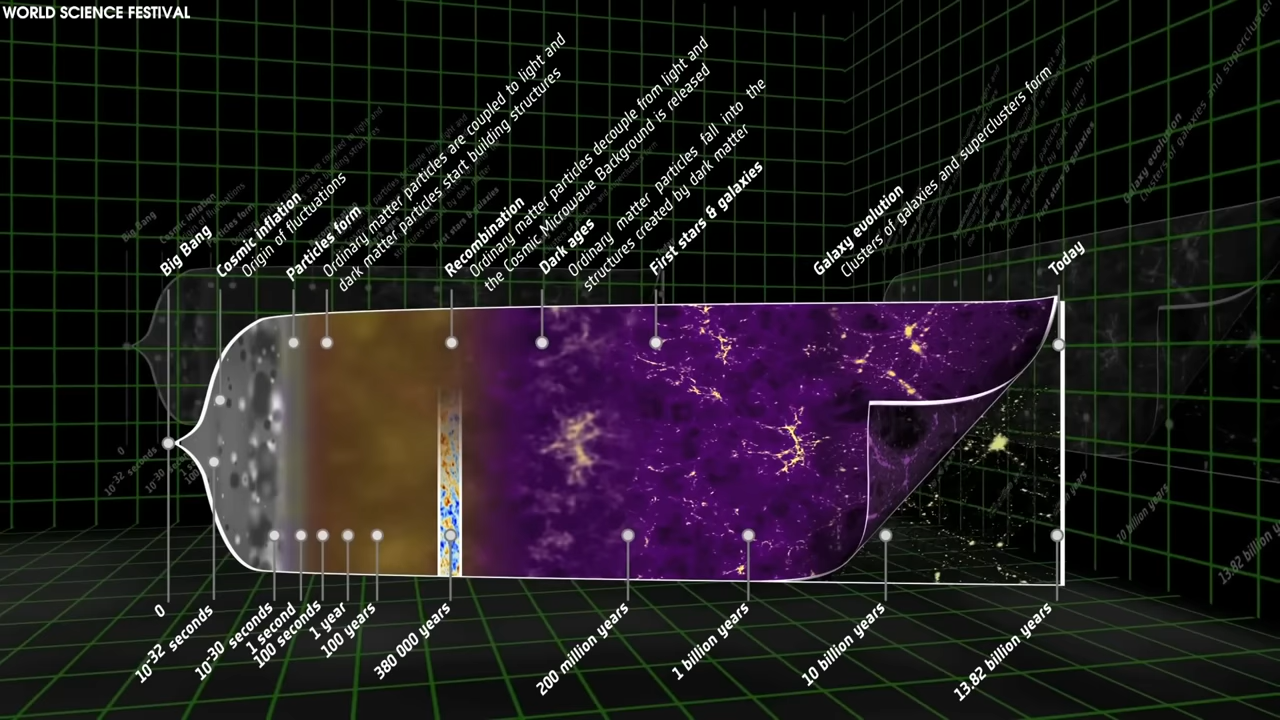 WORLD SCIENCE FESTIVAL
Big Bang
Cosmic inflation
Origin of fluctuations
Particles form
Ordinary matter particles are coupled to light and
dark matter particles start building structures
Recombination
Ordinary matter particles decouple from light and
the Cosmic Microwave Background is released
Dark ages
Ordinary matter particles fall into the
structures created by dark matter
First stars & galaxies
Galaxy evolution
Clusters of galaxies and superclusters form
Today
0
10-32 seconds
10-30 seconds
1 second
100 seconds
1 year
100 years
380 000 years
200 million years
1 billion years
10 billion years
13.82 billion years